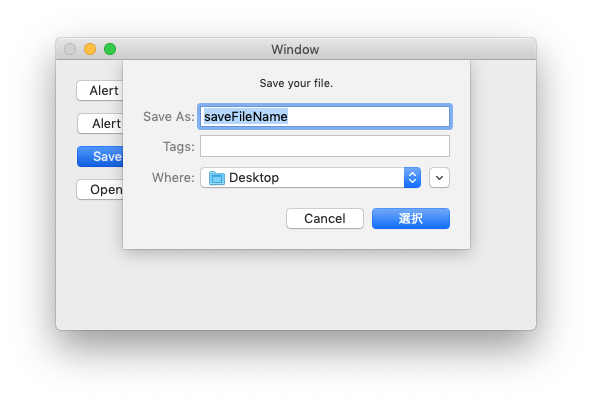 Window
Save your file.
Alert
Save As: saveFileName
Alert
Tags:
Save
Where: Desktop
Open
Cancel 選択